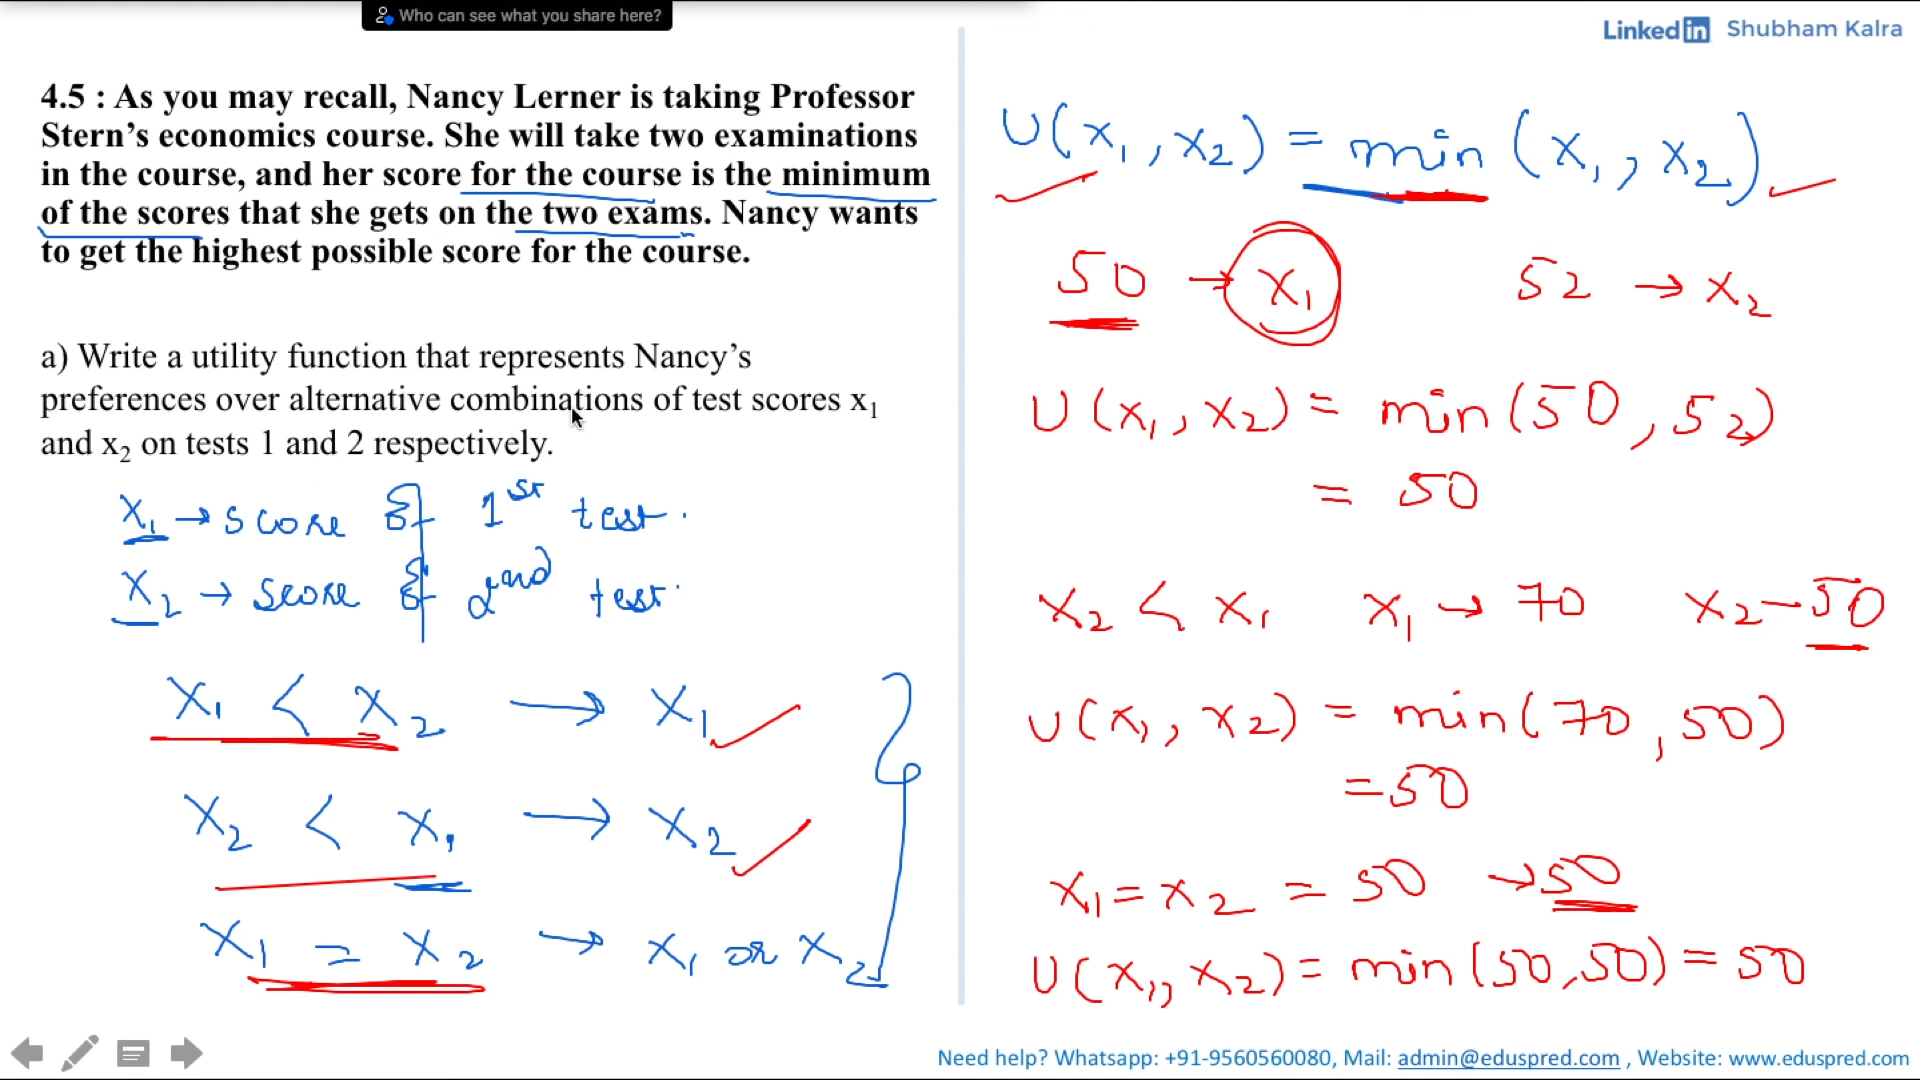 Who can see what you share here?
Linked in Shubham Kalra
4.5 : As you may recall, Nancy Lerner is taking Professor
Stern's economics course. She will take two examinations
in the course, and her score for the course is the minimum
of the scores that she gets on the two exams. Nancy wants
to get the highest possible score for the course.
a) Write a utility function that represents Nancy's
preferences over alternative combinations of test scores x₁
and x₂ on tests 1 and 2 respectively.
x₁ → score of 1st test.
x₂ → score of 2nd test.
x₁ < x₂ → x₁
x₂ < x₁ → x₂
x₁ = x₂ → x₁ or x₂
U(x₁, x₂) = min (x₁, x₂)
50 → x₁ 52 → x₂
U(x₁, x₂) = min(50, 52)
= 50
x₂ < x₁ x₁ → 70 x₂ – 50
U(x₁, x₂) = min(70, 50)
= 50
x₁ = x₂ = 50 → 50
U(x₁, x₂) = min(50, 50) = 50
Need help? Whatsapp: +91-9560560080, Mail: admin@eduspred.com , Website: www.eduspred.com